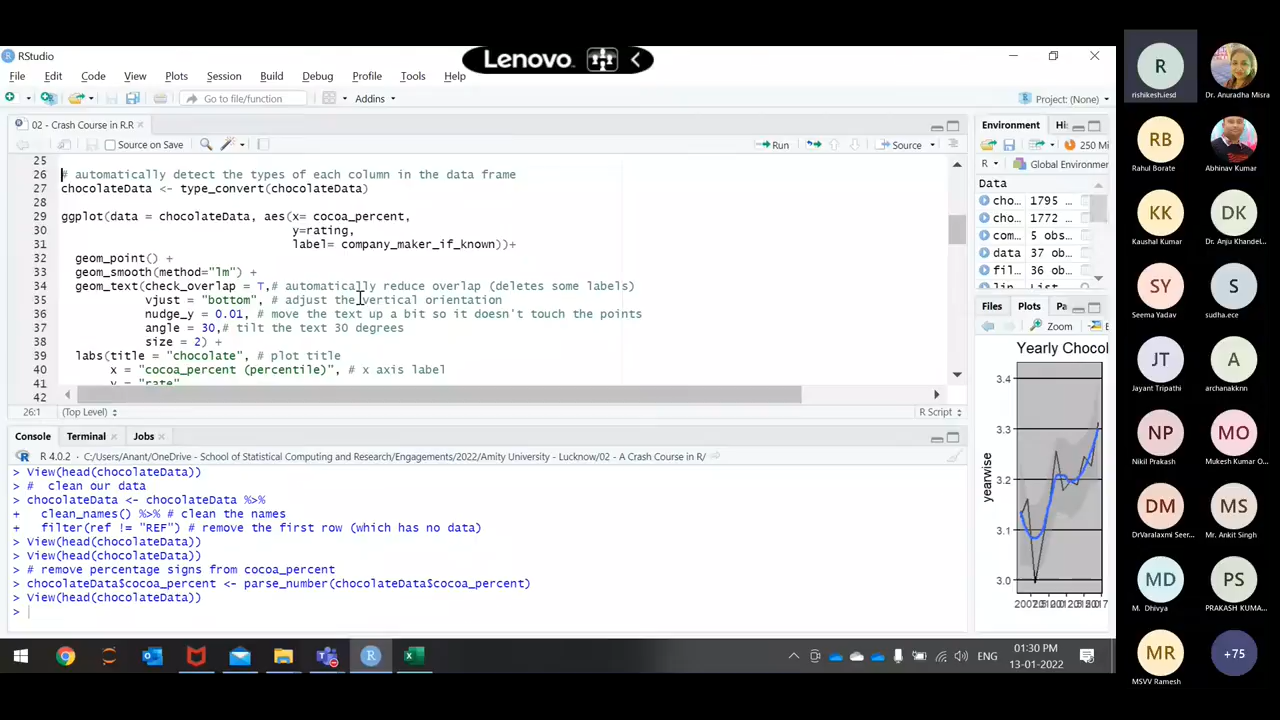 RStudio
Lenovo
File Edit Code View Plots Session Build Debug Profile Tools Help
Go to file/function
Addins
Project: (None)
02 - Crash Course in R.R
Source on Save
Run
Source
25
26 # automatically detect the types of each column in the data frame
27 chocolateData <- type_convert(chocolateData)
28
29 ggplot(data = chocolateData, aes(x= cocoa_percent,
30 y=rating,
31 label= company_maker_if_known))+
32 geom_point() +
33 geom_smooth(method="lm") +
34 geom_text(check_overlap = T,# automatically reduce overlap (deletes some labels)
35 vjust = "bottom", # adjust the vertical orientation
36 nudge_y = 0.01, # move the text up a bit so it doesn't touch the points
37 angle = 30,# tilt the text 30 degrees
38 size = 2) +
39 labs(title = "chocolate", # plot title
40 x = "cocoa_percent (percentile)", # x axis label
41 y = "rate"
42
26:1 (Top Level) R Script
Console Terminal Jobs
R 4.0.2 · C:/Users/Anant/OneDrive - School of Statistical Computing and Research/Engagements/2022/Amity University - Lucknow/02 - A Crash Course in R/
> View(head(chocolateData))
> # clean our data
> chocolateData <- chocolateData %>%
+ clean_names() %>% # clean the names
+ filter(ref != "REF") # remove the first row (which has no data)
> View(head(chocolateData))
> View(head(chocolateData))
> # remove percentage signs from cocoa_percent
> chocolateData$cocoa_percent <- parse_number(chocolateData$cocoa_percent)
> View(head(chocolateData))
>
Environment Hi:
250 Mi
R Global Environment
Data
cho... 1795 ...
cho... 1772 ...
com... 5 obs...
data 37 ob...
fil... 36 ob...
Files Plots Pa
Zoom
Yearly Chocol
3.4
3.3
3.2
3.1
3.0
yearwise
ENG
01:30 PM
13-01-2022
R
rishikesh.iesd
Dr. Anuradha Misra
RB
Rahul Borate
Abhinav Kumar
KK
Kaushal Kumar
DK
Dr. Anju Khandel...
SY
Seema Yadav
S
sudha.ece
JT
Jayant Tripathi
A
archanakknn
NP
Nikil Prakash
MO
Mukesh Kumar O...
DM
DrVaralaxmi Seer...
MS
Mr. Ankit Singh
MD
M. Dhivya
PS
PRAKASH KUMA...
MR
MSVV Ramesh
+75